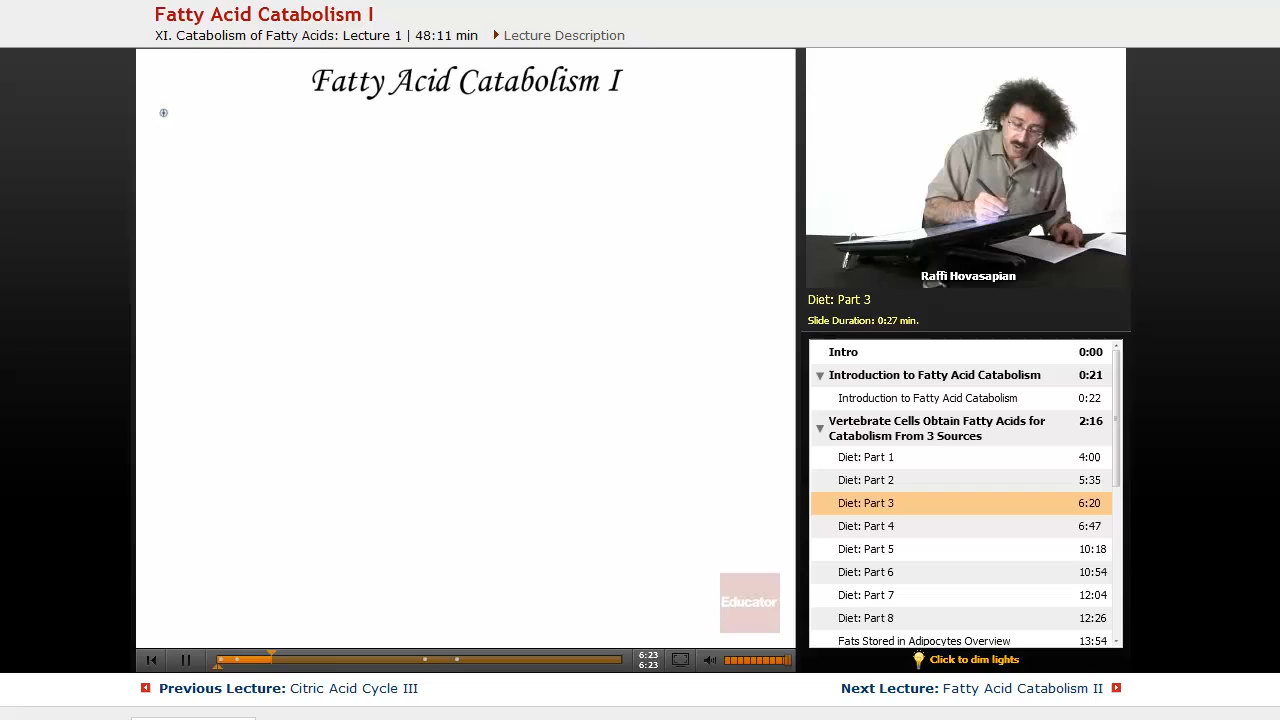 Fatty Acid Catabolism I
XI. Catabolism of Fatty Acids: Lecture 1 | 48:11 min
Lecture Description
Fatty Acid Catabolism I
Educator
Raffi Hovasapian
Diet: Part 3
Slide Duration: 0:27 min.
Intro 0:00
Introduction to Fatty Acid Catabolism 0:21
Introduction to Fatty Acid Catabolism 0:22
Vertebrate Cells Obtain Fatty Acids for 2:16
Catabolism From 3 Sources
Diet: Part 1 4:00
Diet: Part 2 5:35
Diet: Part 3 6:20
Diet: Part 4 6:47
Diet: Part 5 10:18
Diet: Part 6 10:54
Diet: Part 7 12:04
Diet: Part 8 12:26
Fats Stored in Adipocytes Overview 13:54
6:23
6:23
Click to dim lights
Previous Lecture: Citric Acid Cycle III
Next Lecture: Fatty Acid Catabolism II